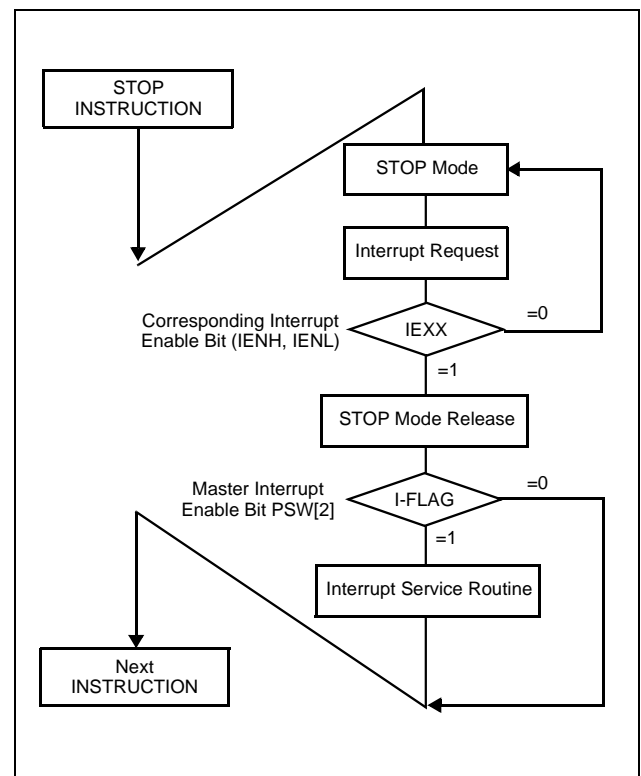 STOP
INSTRUCTION
STOP Mode
Interrupt Request
Corresponding Interrupt
Enable Bit (IENH, IENL)
IEXX
=0
=1
STOP Mode Release
Master Interrupt
Enable Bit PSW[2]
I-FLAG
=0
=1
Interrupt Service Routine
Next
INSTRUCTION